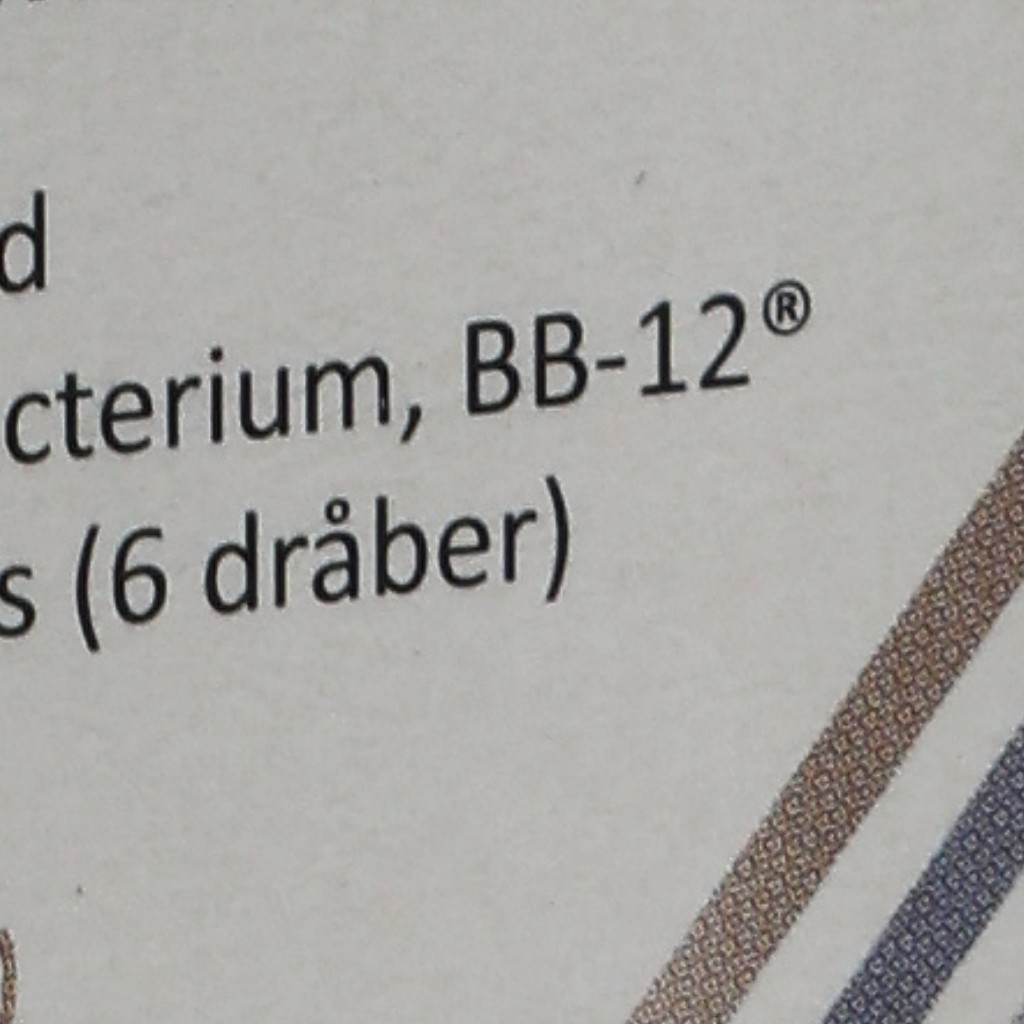 d
cterium, BB-12®
s (6 dråber)